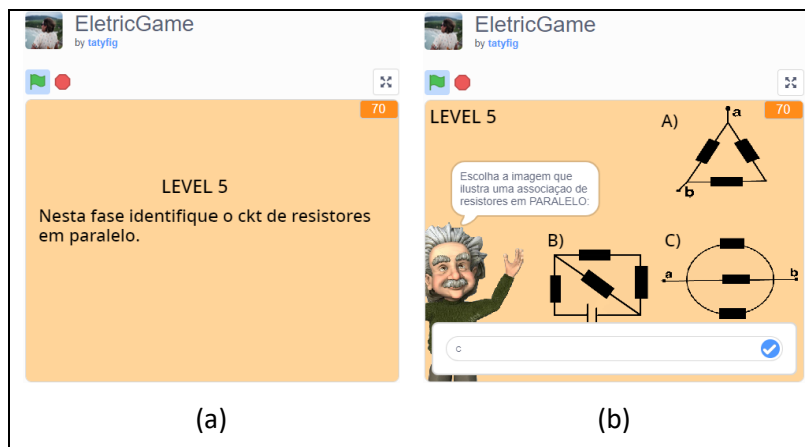 EletricGame
by tatyfig
70
LEVEL 5
Nesta fase identifique o ckt de resistores
em paralelo.
(a)
EletricGame
by tatyfig
70
LEVEL 5
A)
a
b
Escolha a imagem que
ilustra uma associaçao de
resistores em PARALELO:
B)
C)
a
b
c
(b)